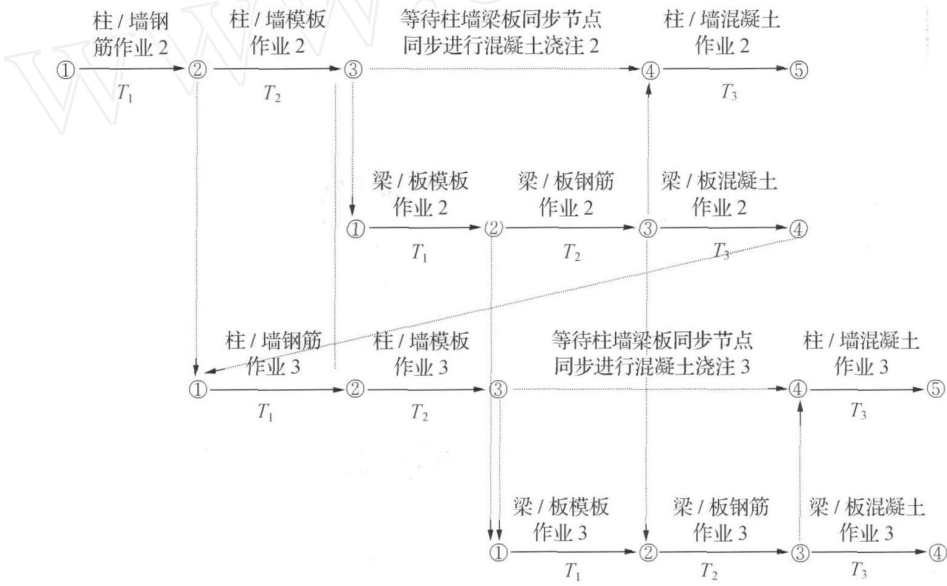 柱 / 墙钢
筋作业 2
柱 / 墙模板
作业 2
等待柱墙梁板同步节点
同步进行混凝土浇注 2
柱 / 墙混凝土
作业 2
① ② ③ ④ ⑤
T₁ T₂ T₃
梁 / 板模板
作业 2
梁 / 板钢筋
作业 2
梁 / 板混凝土
作业 2
① ② ③ ④
T₁ T₂ T₃
柱 / 墙钢筋
作业 3
柱 / 墙模板
作业 3
等待柱墙梁板同步节点
同步进行混凝土浇注 3
柱 / 墙混凝土
作业 3
① ② ③ ④ ⑤
T₁ T₂ T₃
梁 / 板模板
作业 3
梁 / 板钢筋
作业 3
梁 / 板混凝土
作业 3
① ② ③ ④
T₁ T₂ T₃